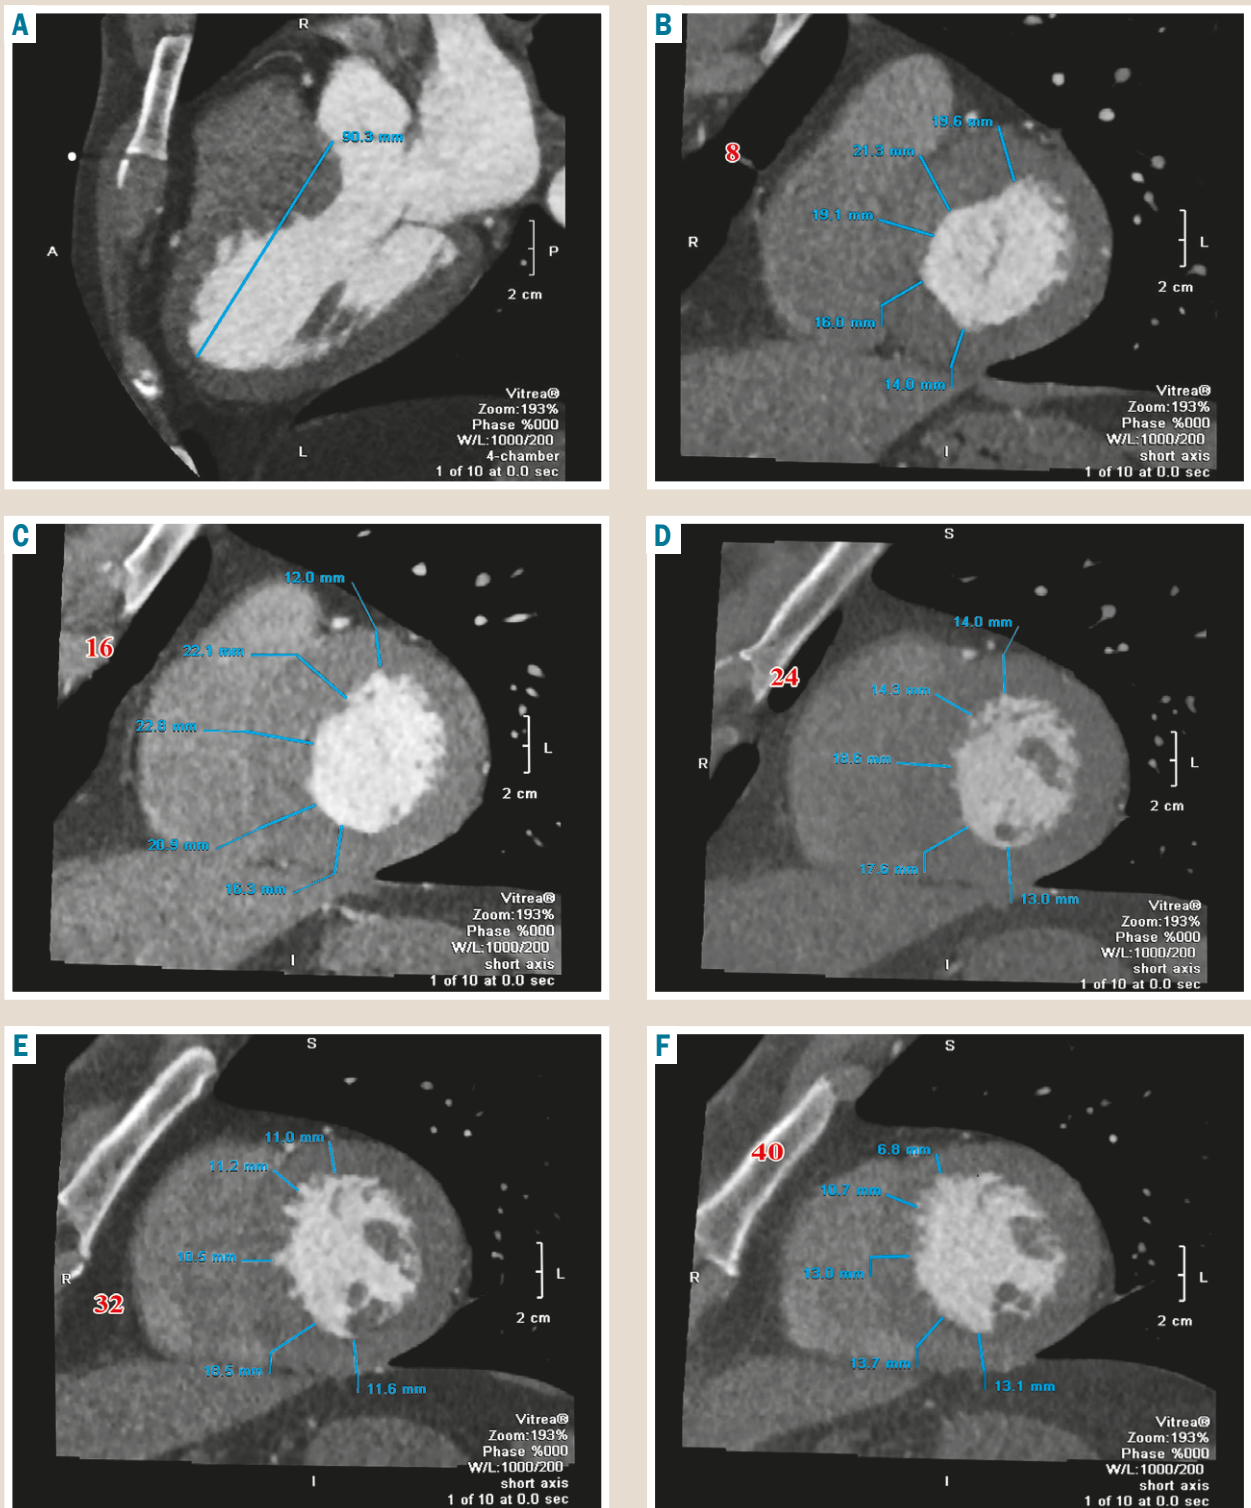 A
R
90.3 mm
A
P
2 cm
L
Vitrea®
Zoom:193%
Phase %000
W/L:1000/200
4-chamber
1 of 10 at 0.0 sec
B
19.6 mm
8
21.3 mm
19.1 mm
R
L
2 cm
16.0 mm
14.0 mm
I
Vitrea®
Zoom:193%
Phase %000
W/L:1000/200
short axis
1 of 10 at 0.0 sec
C
12.0 mm
16
22.1 mm
22.8 mm
L
2 cm
20.9 mm
16.3 mm
I
Vitrea®
Zoom:193%
Phase %000
W/L:1000/200
short axis
1 of 10 at 0.0 sec
D
S
14.0 mm
24
14.3 mm
R
L
2 cm
17.6 mm
13.0 mm
I
Vitrea®
Zoom:193%
Phase %000
W/L:1000/200
short axis
1 of 10 at 0.0 sec
E
S
11.0 mm
11.2 mm
R
L
32
2 cm
11.6 mm
I
Vitrea®
Zoom:193%
Phase %000
W/L:1000/200
short axis
1 of 10 at 0.0 sec
F
S
40
6.8 mm
10.7 mm
13.0 mm
R
L
2 cm
13.7 mm
13.1 mm
I
Vitrea®
Zoom:193%
Phase %000
W/L:1000/200
short axis
1 of 10 at 0.0 sec